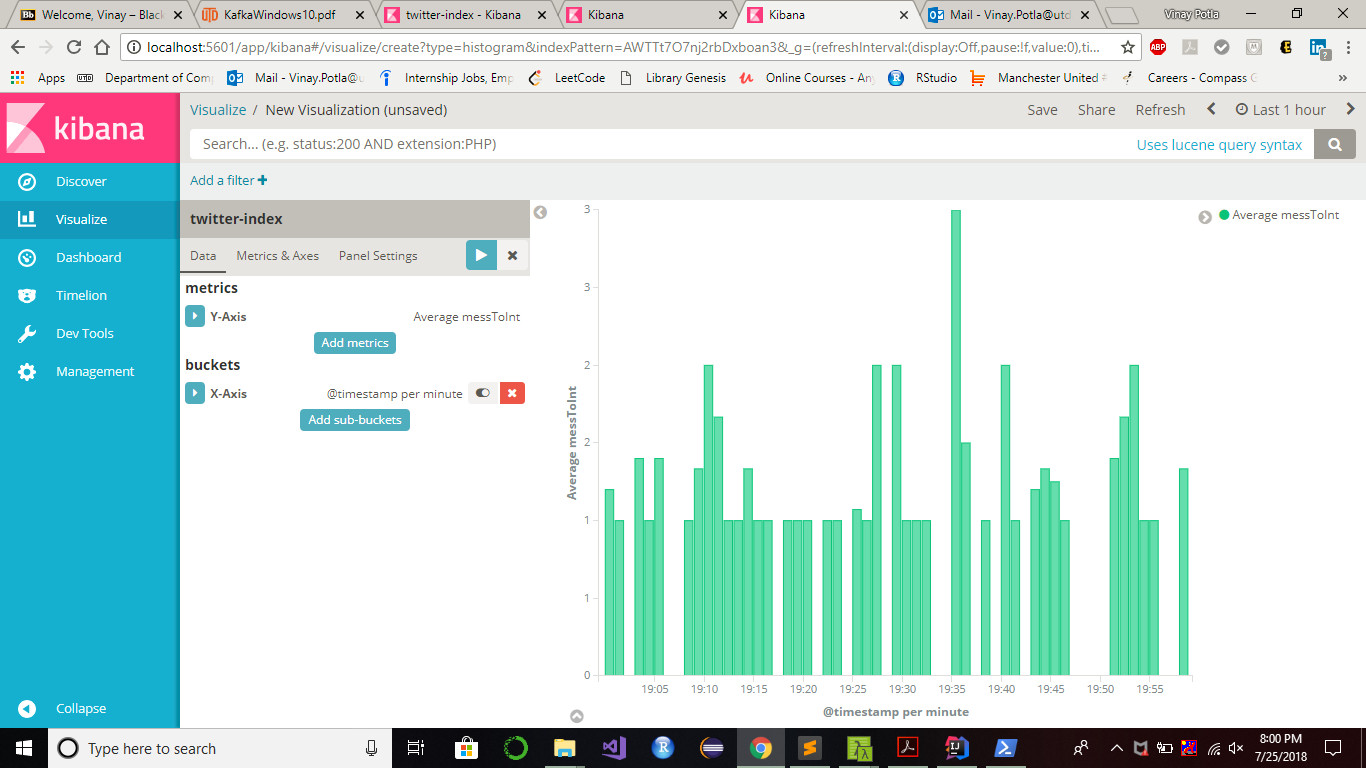 Bb Welcome, Vinay – Blac
KafkaWindows10.pdf
twitter-index - Kibana
Kibana
Kibana
Mail - Vinay.Potla@utd
Vinay Potla
localhost:5601/app/kibana#/visualize/create?type=histogram&indexPattern=AWTTt7O7nj2rbDxboan3&_g=(refreshInterval:(display:Off,pause:!f,value:0),ti...
ABP
Apps
Department of Comp
Mail - Vinay.Potla@u
Internship Jobs, Emp
LeetCode
Library Genesis
Online Courses - Any
RStudio
Manchester United
Careers - Compass G
»
kibana
Visualize / New Visualization (unsaved)
Save Share Refresh Last 1 hour
Search... (e.g. status:200 AND extension:PHP)
Uses lucene query syntax
Add a filter +
Discover
Visualize
Dashboard
Timelion
Dev Tools
Management
Collapse
twitter-index
Data Metrics & Axes Panel Settings
metrics
Y-Axis Average messToInt
Add metrics
buckets
X-Axis @timestamp per minute
Add sub-buckets
Average messToInt
3
3
2
2
1
1
0
Average messToInt
19:05 19:10 19:15 19:20 19:25 19:30 19:35 19:40 19:45 19:50 19:55
@timestamp per minute
Type here to search
8:00 PM
7/25/2018